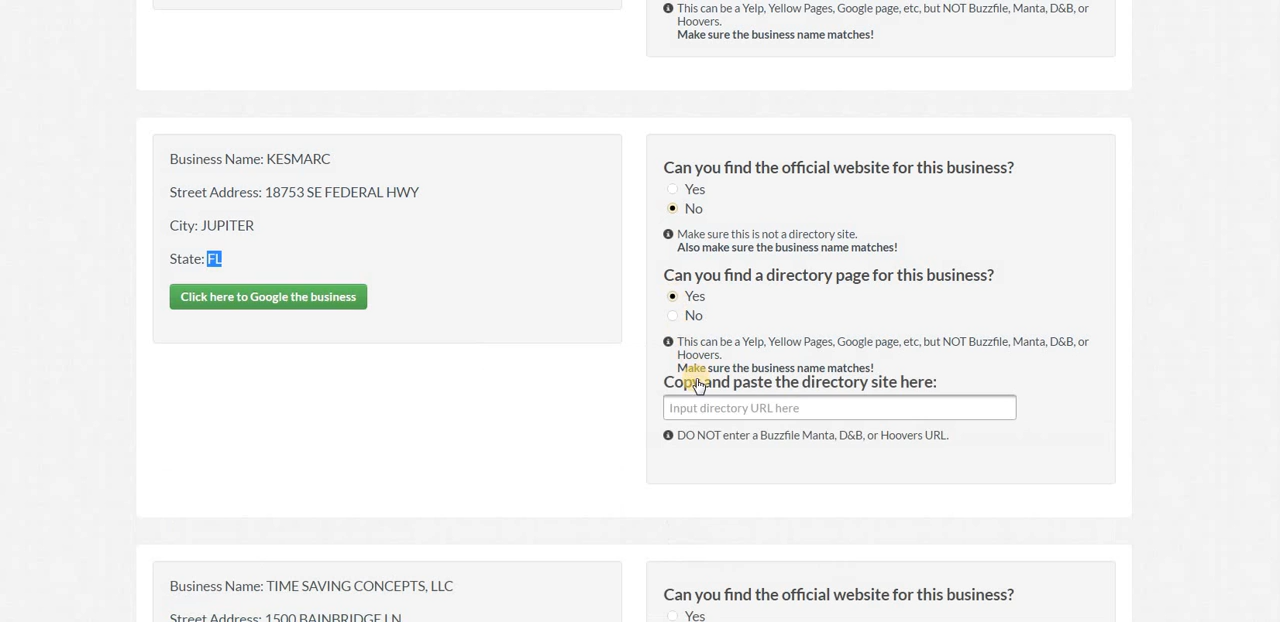 This can be a Yelp, Yellow Pages, Google page, etc, but NOT Buzzfile, Manta, D&B, or
Hoovers.
Make sure the business name matches!
Business Name: KESMARC
Street Address: 18753 SE FEDERAL HWY
City: JUPITER
State: FL
Click here to Google the business
Can you find the official website for this business?
Yes
No
Make sure this is not a directory site.
Also make sure the business name matches!
Can you find a directory page for this business?
Yes
No
This can be a Yelp, Yellow Pages, Google page, etc, but NOT Buzzfile, Manta, D&B, or
Hoovers.
Make sure the business name matches!
Copy and paste the directory site here:
Input directory URL here
DO NOT enter a Buzzfile Manta, D&B, or Hoovers URL.
Business Name: TIME SAVING CONCEPTS, LLC
Street Address: 1500 BAINBRIDGE LN
Can you find the official website for this business?
Yes